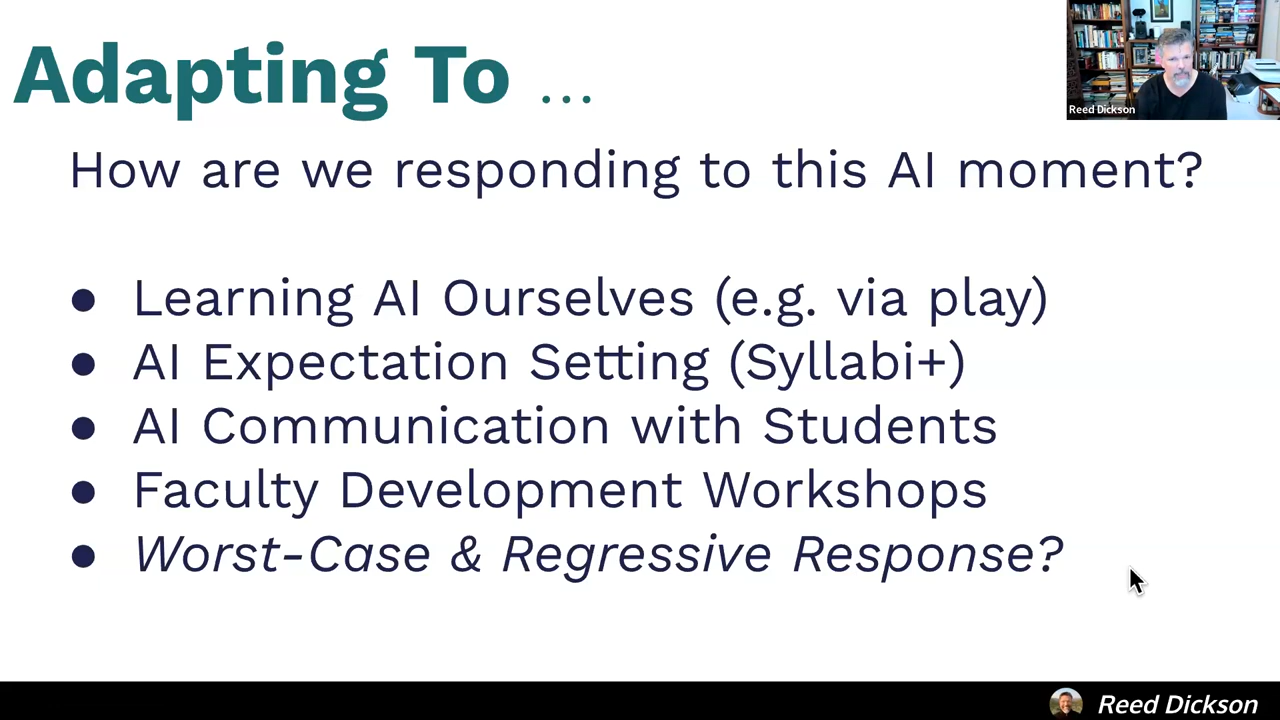 Adapting To ...
Reed Dickson
How are we responding to this AI moment?
● Learning AI Ourselves (e.g. via play)
● AI Expectation Setting (Syllabi+)
● AI Communication with Students
● Faculty Development Workshops
● Worst-Case & Regressive Response?
Reed Dickson